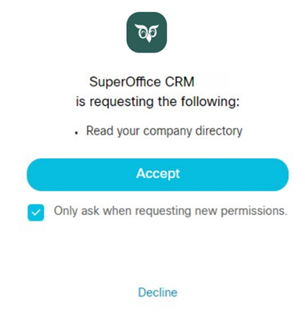 SuperOffice CRM
is requesting the following:
• Read your company directory
Accept
Only ask when requesting new permissions.
Decline